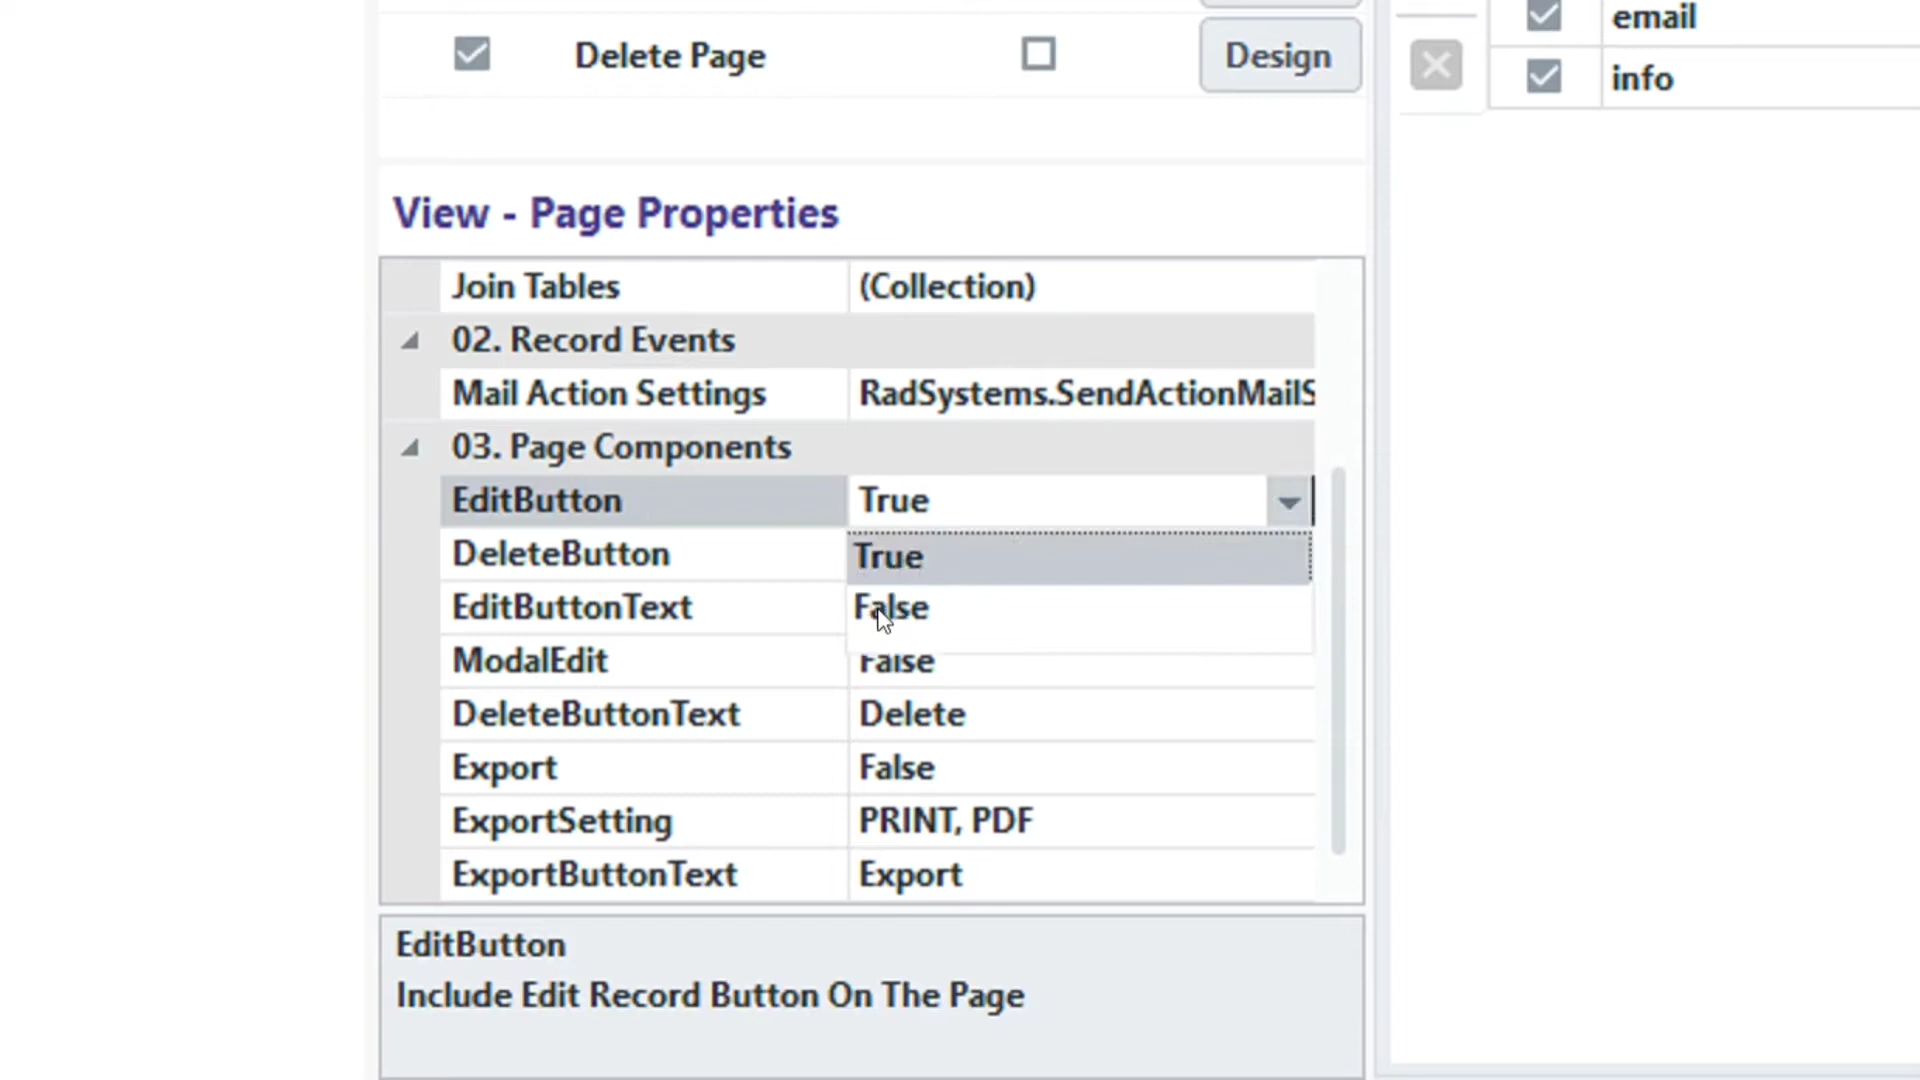 Delete Page Design
email
info
View - Page Properties
Join Tables (Collection)
02. Record Events
Mail Action Settings RadSystems.SendActionMailS
03. Page Components
EditButton True
DeleteButton True
EditButtonText False
ModalEdit False
DeleteButtonText Delete
Export False
ExportSetting PRINT, PDF
ExportButtonText Export
EditButton
Include Edit Record Button On The Page